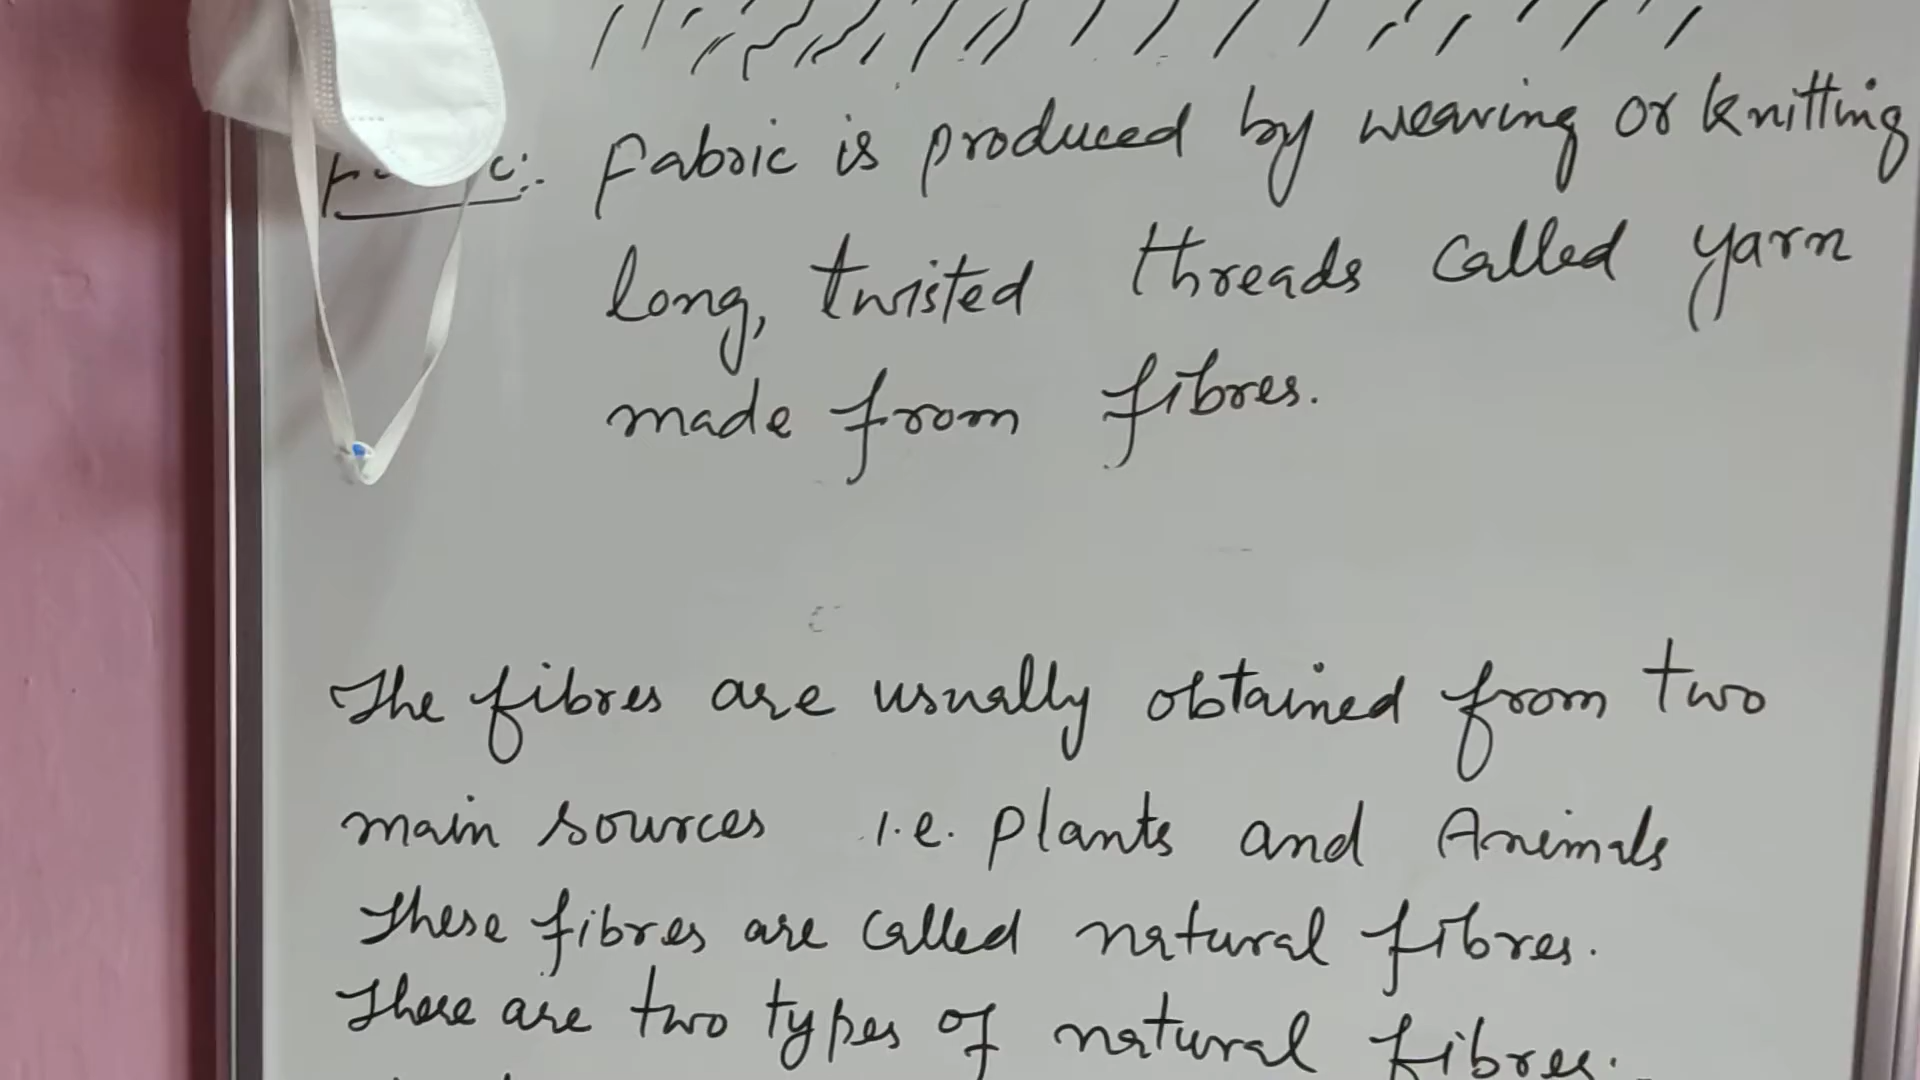 Fabric is produced by weaving or knitting
long, twisted threads called yarn
made from fibres.
The fibres are usually obtained from two
main sources i.e. plants and Animals
These fibres are called natural fibres.
There are two types of natural fibres.